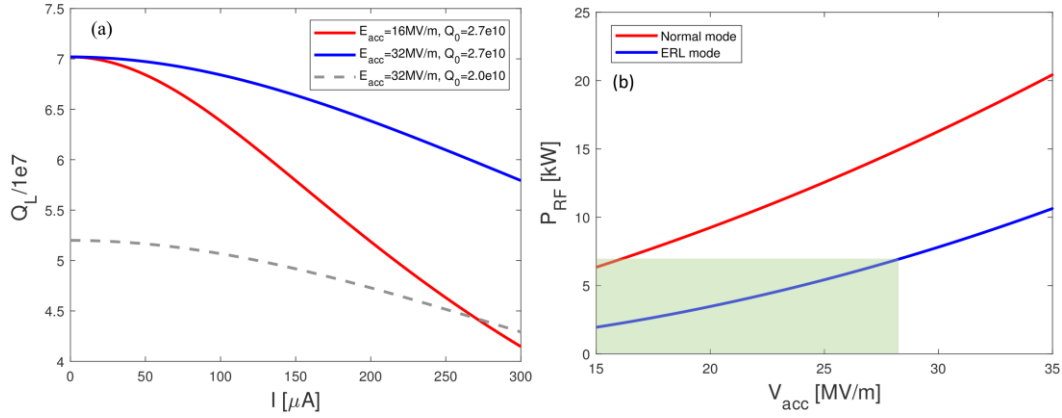 (a)
E_acc=16MV/m, Q_0=2.7e10
E_acc=32MV/m, Q_0=2.7e10
E_acc=32MV/m, Q_0=2.0e10
7.5
7
6.5
6
5.5
5
4.5
4
Q_L/1e7
0
50
100
150
200
250
300
I [μA]
Normal mode
ERL mode
(b)
25
20
15
10
5
0
P_RF [kW]
15
20
25
30
35
V_acc [MV/m]